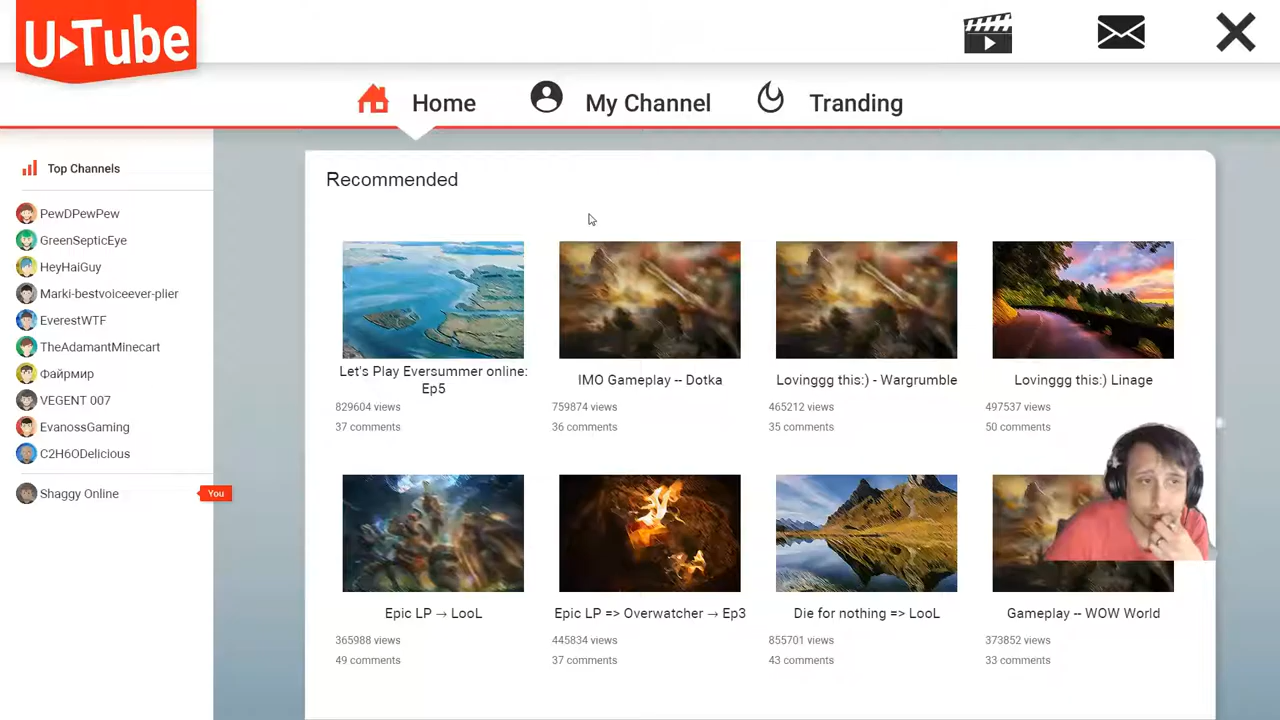 U Tube
Home
My Channel
Tranding
Top Channels
PewDPewPew
GreenSepticEye
HeyHaiGuy
Marki-bestvoiceever-plier
EverestWTF
TheAdamantMinecart
Файрмир
VEGENT 007
EvanossGaming
C2H6ODelicious
Shaggy Online
You
Recommended
Let's Play Eversummer online:
Ep5
829604 views
37 comments
IMO Gameplay -- Dotka
759874 views
36 comments
Lovinggg this:) - Wargrumble
465212 views
35 comments
Lovinggg this:) Linage
497537 views
50 comments
Epic LP → LooL
365988 views
49 comments
Epic LP => Overwatcher → Ep3
445834 views
37 comments
Die for nothing => LooL
855701 views
43 comments
Gameplay -- WOW World
373852 views
33 comments